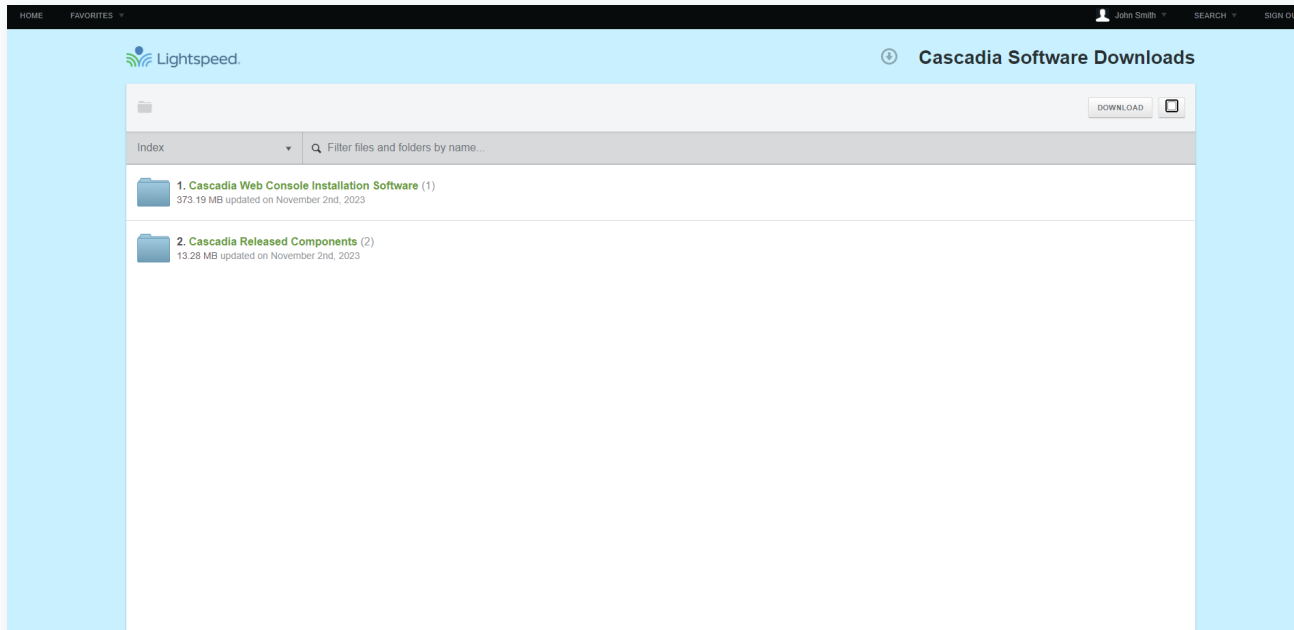 HOME FAVORITES John Smith SEARCH SIGN OU
Lightspeed. Cascadia Software Downloads
DOWNLOAD
Index Filter files and folders by name...
1. Cascadia Web Console Installation Software (1)
373.19 MB updated on November 2nd, 2023
2. Cascadia Released Components (2)
13.28 MB updated on November 2nd, 2023